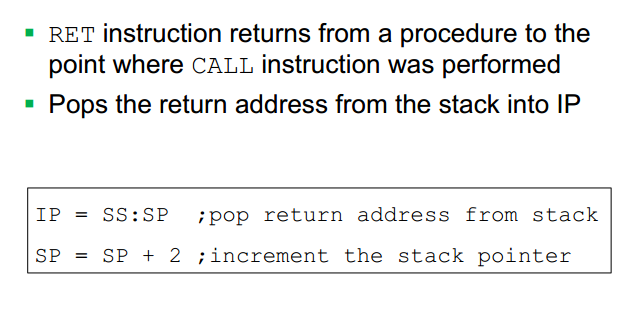 ▪ RET instruction returns from a procedure to the
point where CALL instruction was performed
▪ Pops the return address from the stack into IP
IP = SS:SP ;pop return address from stack
SP = SP + 2 ;increment the stack pointer